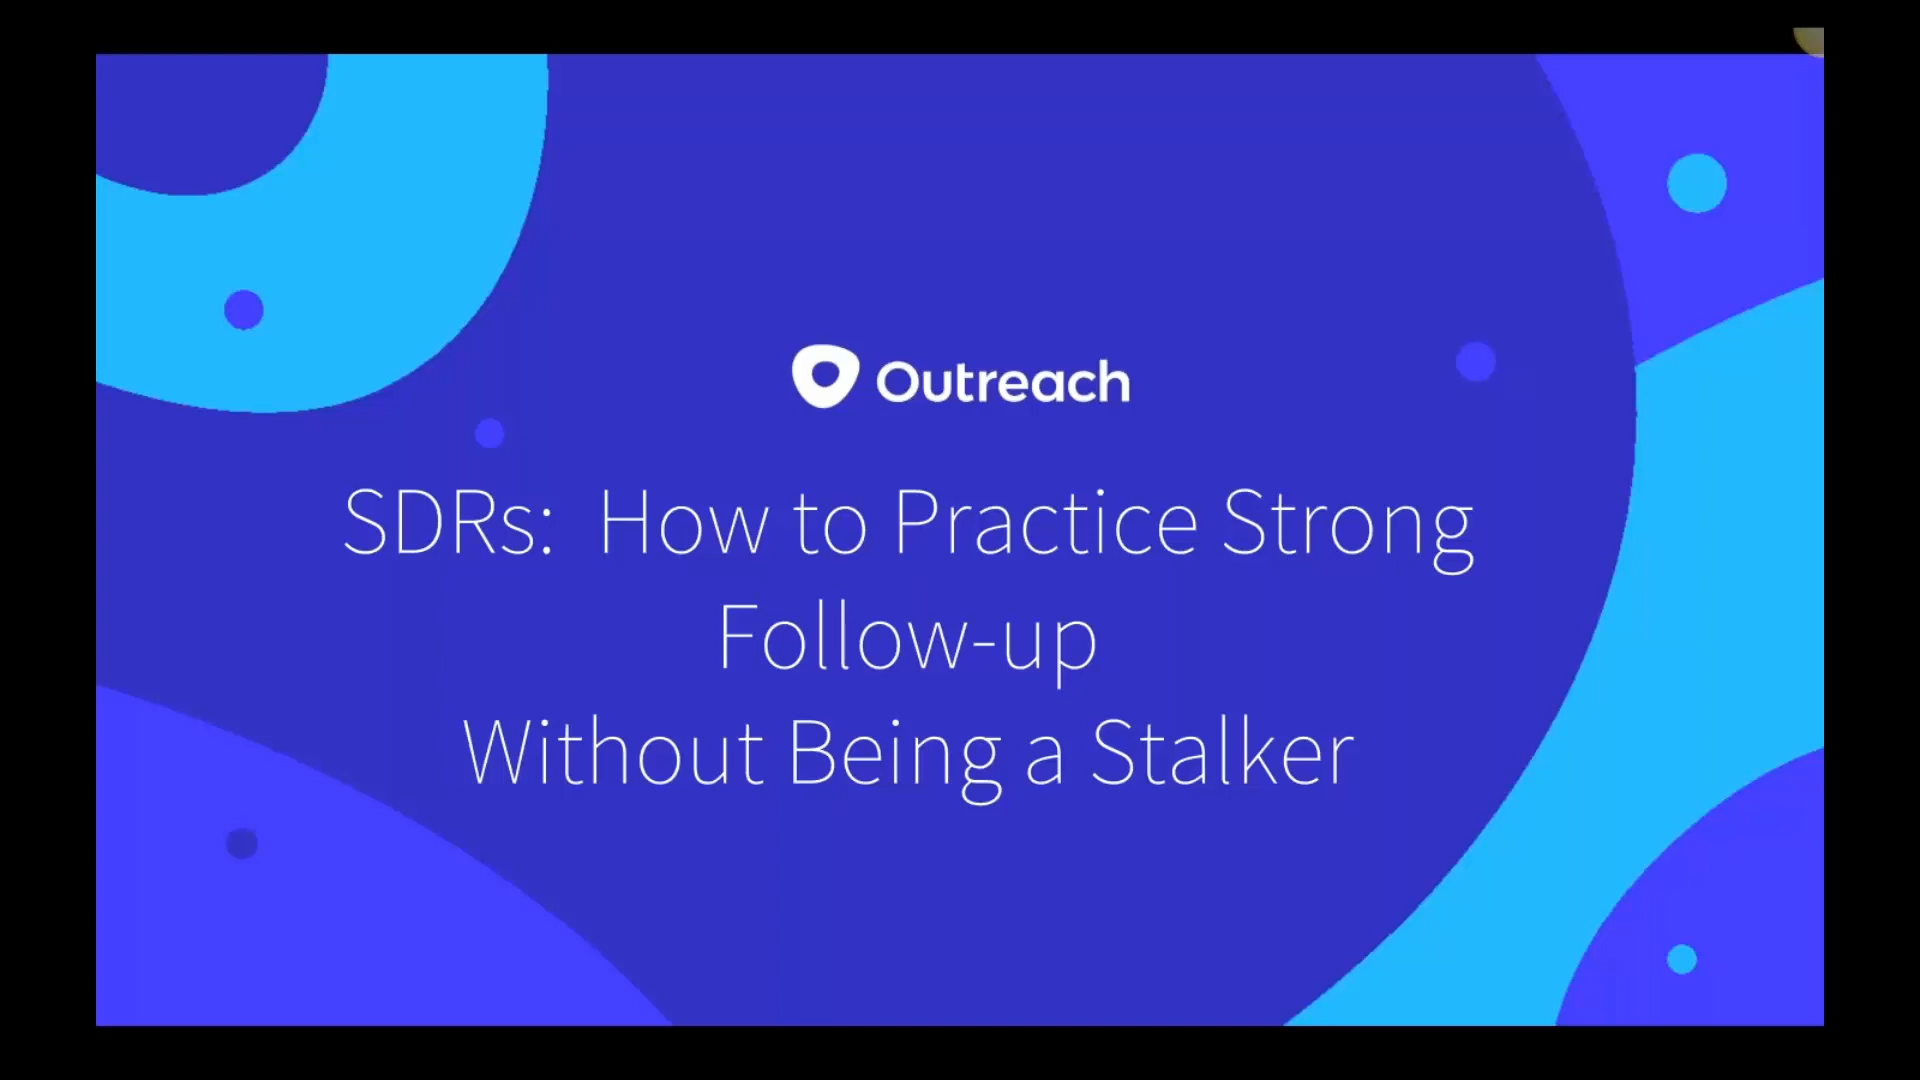 Outreach
SDRs:  How to Practice Strong
Follow-up
Without Being a Stalker